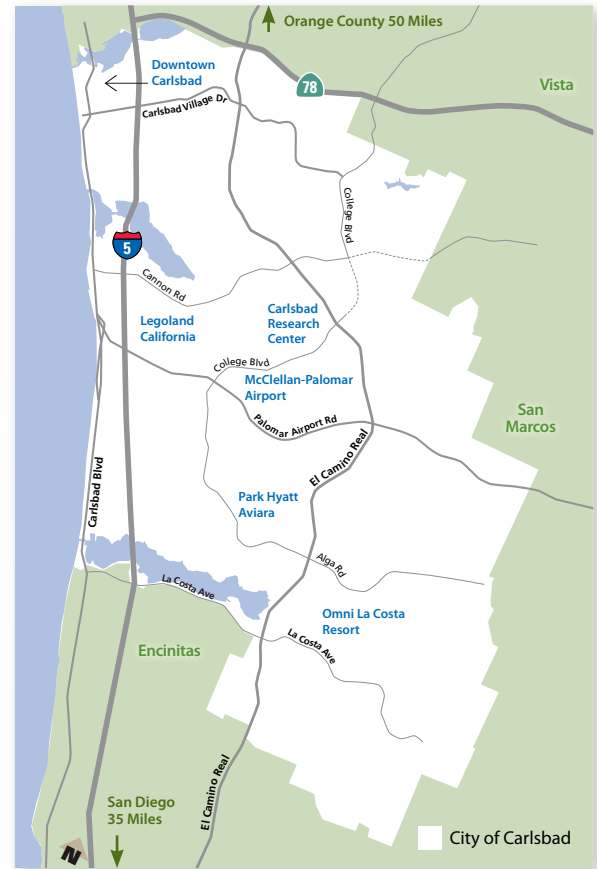 Orange County 50 Miles
Downtown
Carlsbad
78
Vista
Carlsbad Village Dr
College Blvd
5
Cannon Rd
Legoland
California
Carlsbad
Research
Center
College Blvd
McClellan-Palomar
Airport
San
Marcos
Palomar Airport Rd
El Camino Real
Carlsbad Blvd
Park Hyatt
Aviara
Alga Rd
La Costa Ave
Omni La Costa
Resort
La Costa Ave
Encinitas
El Camino Real
San Diego
35 Miles
N
City of Carlsbad